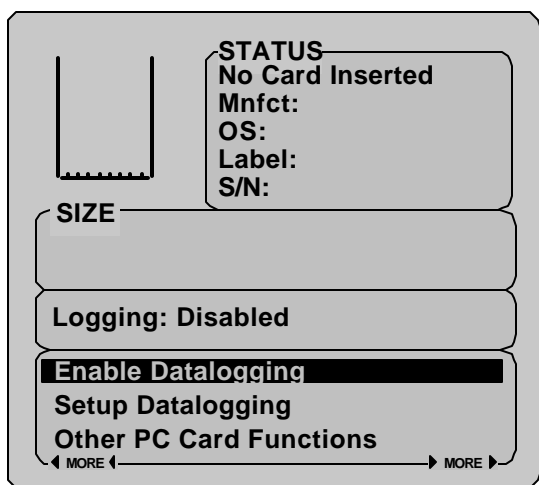 STATUS
No Card Inserted
Mnfct:
OS:
Label:
S/N:
SIZE
Logging: Disabled
Enable Datalogging
Setup Datalogging
Other PC Card Functions
MORE MORE